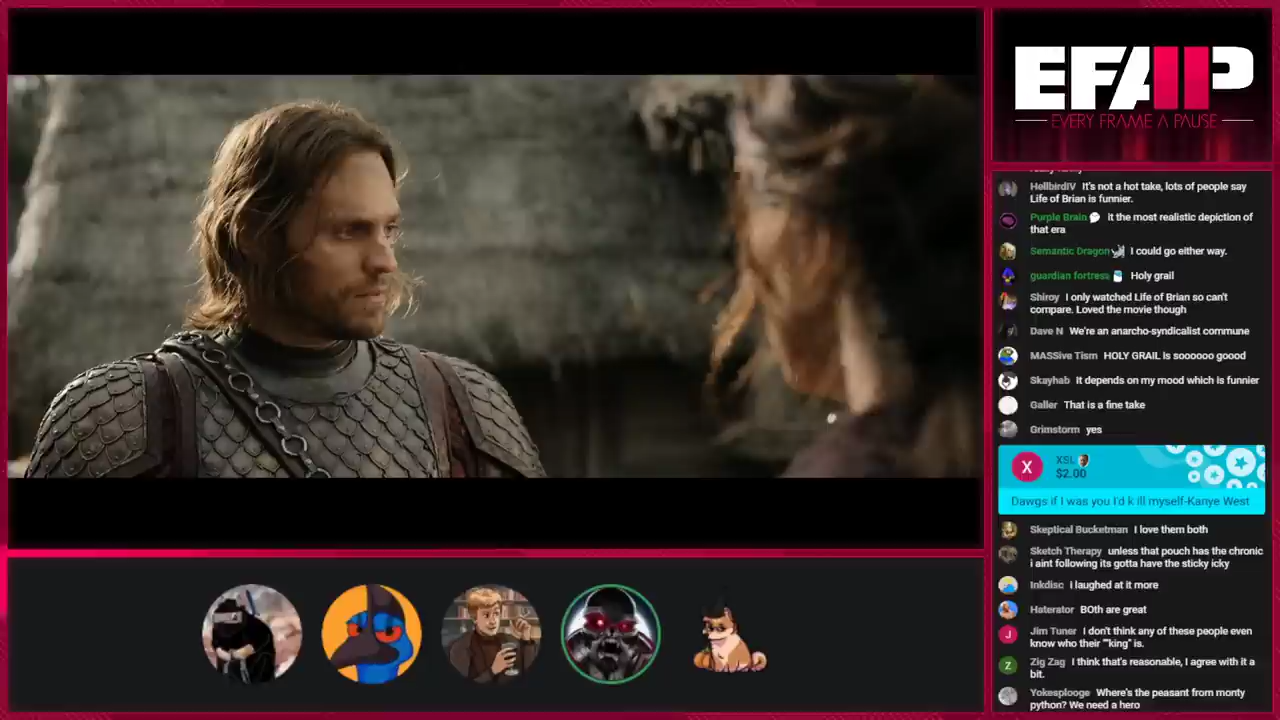 EFAP
EVERY FRAME A PAUSE
HellbirdIV It's not a hot take, lots of people say
Life of Brian is funnier.
Purple Brain it the most realistic depiction of
that era
Semantic Dragon I could go either way.
guardian fortress Holy grail
Shiroy I only watched Life of Brian so can't
compare. Loved the movie though
Dave N We're an anarcho-syndicalist commune
MASSive Tism HOLY GRAIL is soooooo goood
Skayhab It depends on my mood which is funnier
Galler That is a fine take
Grimstorm yes
X
XSL
$2.00
Dawgs if I was you I'd k ill myself-Kanye West
Skeptical Bucketman I love them both
Sketch Therapy unless that pouch has the chronic
i aint following its gotta have the sticky icky
Inkdisc i laughed at it more
Haterator BOth are great
J
Jim Tuner I don't think any of these people even
know who their ""king" is.
Z
Zig Zag I think that's reasonable, I agree with it a
bit.
Yokesplooge Where's the peasant from monty
python? We need a hero